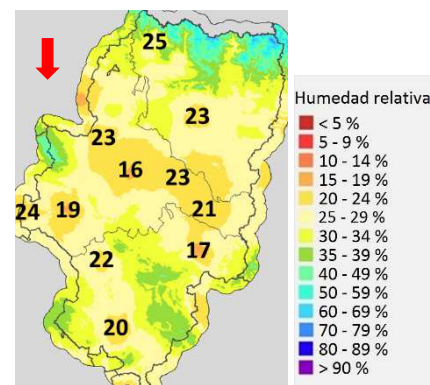 25
23
23
16
23
24
19
21
22
17
20
Humedad relativa
< 5 %
5 - 9 %
10 - 14 %
15 - 19 %
20 - 24 %
25 - 29 %
30 - 34 %
35 - 39 %
40 - 49 %
50 - 59 %
60 - 69 %
70 - 79 %
80 - 89 %
> 90 %